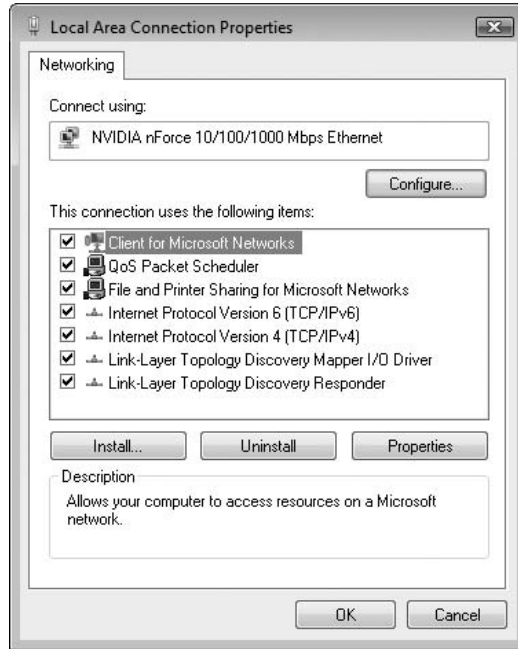 Local Area Connection Properties
Networking
Connect using:
NVIDIA nForce 10/100/1000 Mbps Ethernet
Configure...
This connection uses the following items:
Client for Microsoft Networks
QoS Packet Scheduler
File and Printer Sharing for Microsoft Networks
Internet Protocol Version 6 (TCP/IPv6)
Internet Protocol Version 4 (TCP/IPv4)
Link-Layer Topology Discovery Mapper I/O Driver
Link-Layer Topology Discovery Responder
Install... Uninstall Properties
Description
Allows your computer to access resources on a Microsoft
network.
OK Cancel